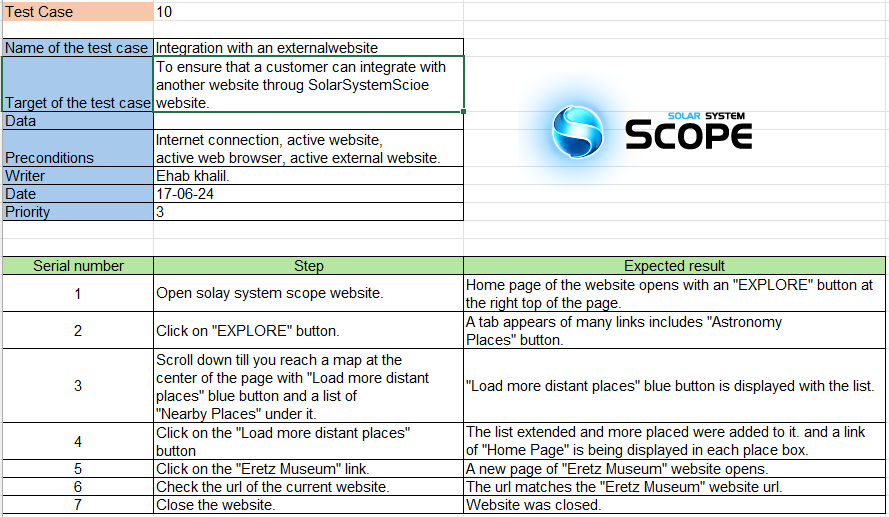 Test Case 10
Name of the test case Integration with an externalwebsite
To ensure that a customer can integrate with
another website throug SolarSystemScioe
Target of the test case website.
Data
Internet connection, active website,
Preconditions active web browser, active external website.
Writer Ehab khalil.
Date 17-06-24
Priority 3
SOLAR SYSTEM
SCOPE
Serial number Step Expected result
1 Open solay system scope website. Home page of the website opens with an "EXPLORE" button at
the right top of the page.
2 Click on "EXPLORE" button. A tab appears of many links includes "Astronomy
Places" button.
3 Scroll down till you reach a map at the
center of the page with "Load more distant
places" blue button and a list of
"Nearby Places" under it.
"Load more distant places" blue button is displayed with the list.
4 Click on the "Load more distant places"
button
The list extended and more placed were added to it. and a link
of "Home Page" is being displayed in each place box.
5 Click on the "Eretz Museum" link. A new page of "Eretz Museum" website opens.
6 Check the url of the current website. The url matches the "Eretz Museum" website url.
7 Close the website. Website was closed.